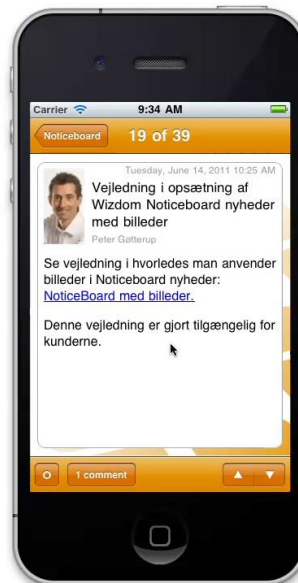 Carrier 9:34 AM
Noticeboard 19 of 39
Tuesday, June 14, 2011 10:25 AM
Vejledning i opsætning af
Wizdom Noticeboard nyheder
med billeder
Peter Gøtterup
Se vejledning i hvorledes man anvender
billeder i Noticeboard nyheder:
NoticeBoard med billeder.
Denne vejledning er gjort tilgængelig for
kunderne.
1 comment